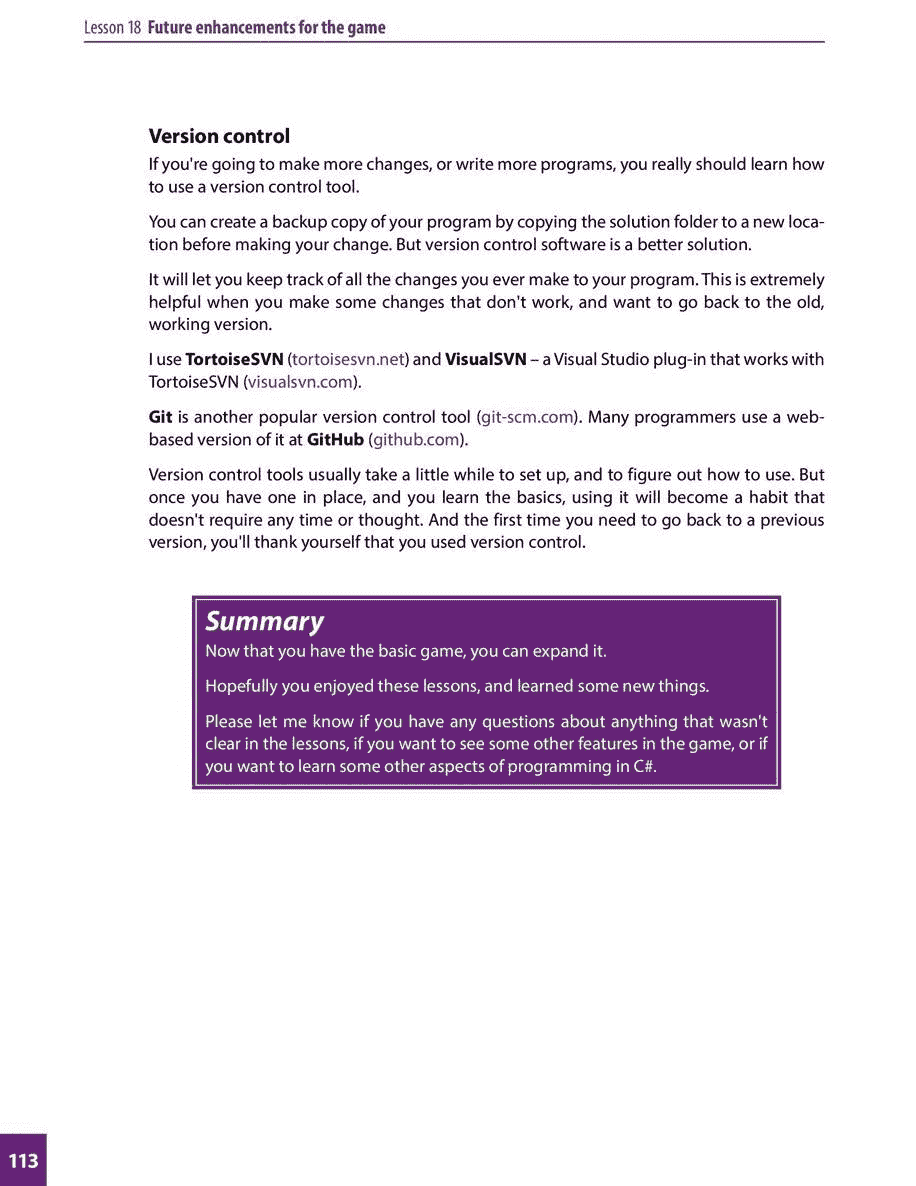 Lesson 18 Future enhancements for the game
Version control
If you're going to make more changes, or write more programs, you really should learn how
to use a version control tool.
You can create a backup copy of your program by copying the solution folder to a new loca-
tion before making your change. But version control software is a better solution.
It will let you keep track of all the changes you ever make to your program. This is extremely
helpful when you make some changes that don't work, and want to go back to the old,
working version.
I use TortoiseSVN (tortoisesvn.net) and VisualSVN – a Visual Studio plug-in that works with
TortoiseSVN (visualsvn.com).
Git is another popular version control tool (git-scm.com). Many programmers use a web-
based version of it at GitHub (github.com).
Version control tools usually take a little while to set up, and to figure out how to use. But
once you have one in place, and you learn the basics, using it will become a habit that
doesn't require any time or thought. And the first time you need to go back to a previous
version, you'll thank yourself that you used version control.
Summary
Now that you have the basic game, you can expand it.
Hopefully you enjoyed these lessons, and learned some new things.
Please let me know if you have any questions about anything that wasn't
clear in the lessons, if you want to see some other features in the game, or if
you want to learn some other aspects of programming in C#.
113